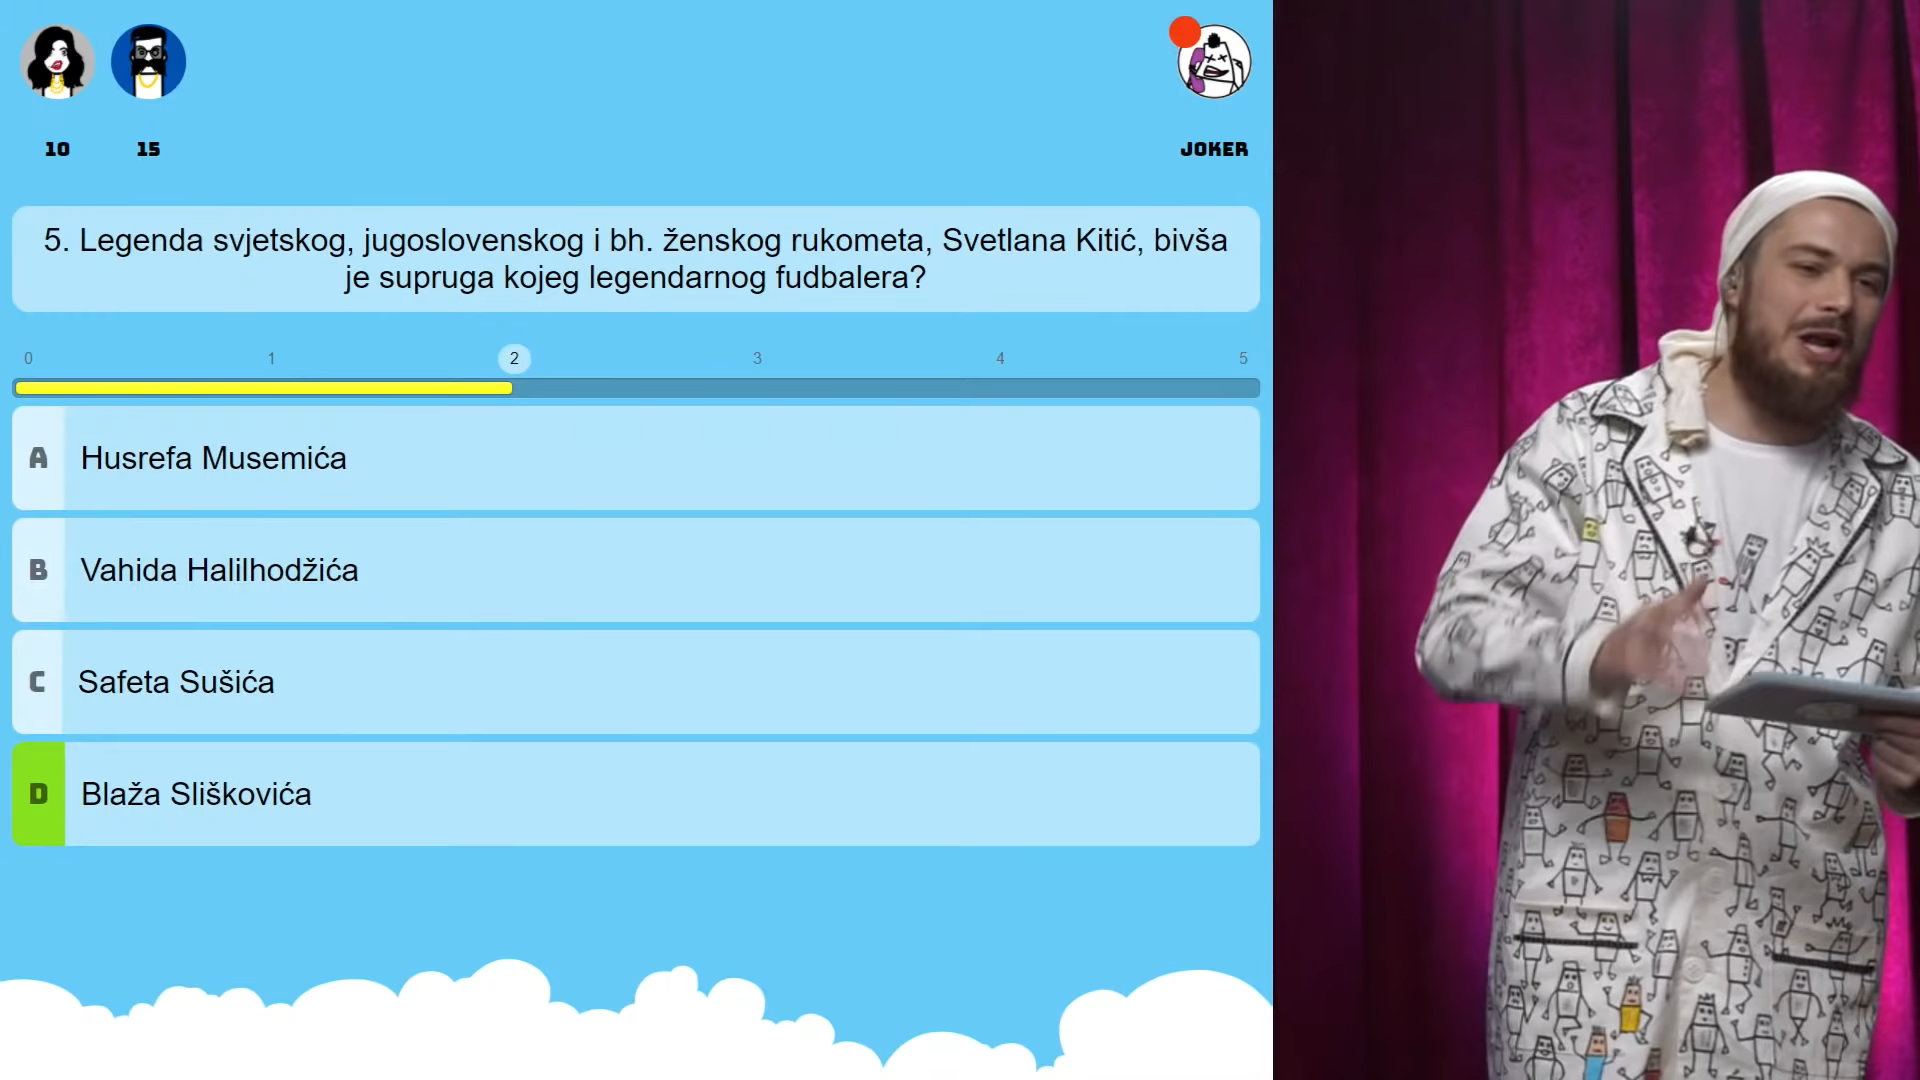 10 15
JOKER
5. Legenda svjetskog, jugoslovenskog i bh. ženskog rukometa, Svetlana Kitić, bivša
je supruga kojeg legendarnog fudbalera?
0 1 2 3 4 5
A Husrefa Musemića
B Vahida Halilhodžića
C Safeta Sušića
D Blaža Sliškovića